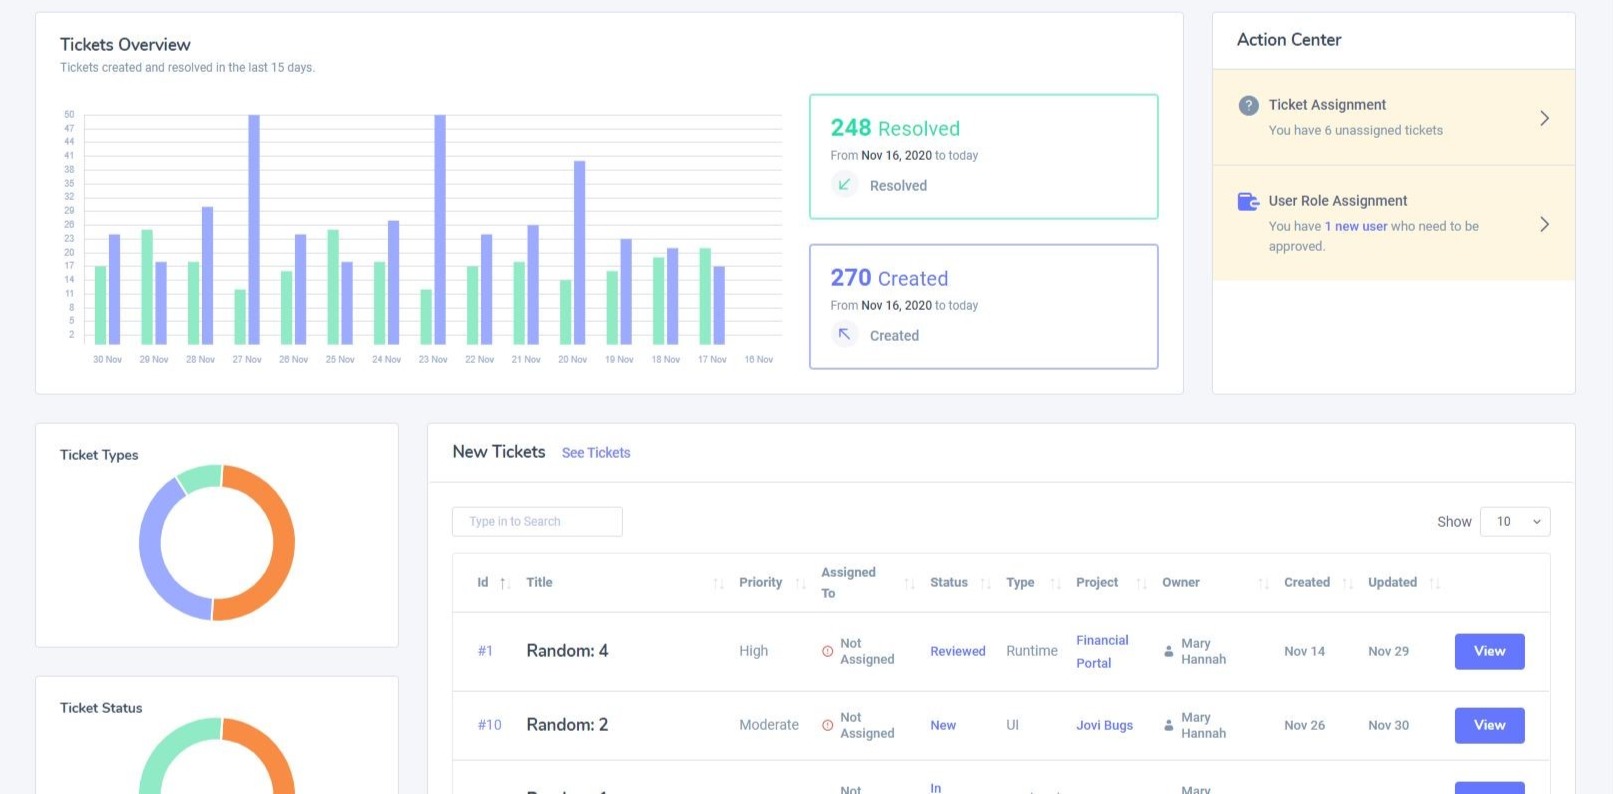 Tickets Overview
Tickets created and resolved in the last 15 days.
50
47
44
41
38
35
32
29
26
23
20
17
14
11
8
5
2
30 Nov 29 Nov 28 Nov 27 Nov 26 Nov 25 Nov 24 Nov 23 Nov 22 Nov 21 Nov 20 Nov 19 Nov 18 Nov 17 Nov 16 Nov
248 Resolved
From Nov 16, 2020 to today
Resolved
270 Created
From Nov 16, 2020 to today
Created
Action Center
Ticket Assignment
You have 6 unassigned tickets
User Role Assignment
You have 1 new user who need to be
approved.
Ticket Types
Ticket Status
New Tickets See Tickets
Type in to Search
Show 10
Id Title Priority Assigned To Status Type Project Owner Created Updated
#1 Random: 4 High Not Assigned Reviewed Runtime Financial Portal Mary Hannah Nov 14 Nov 29 View
#10 Random: 2 Moderate Not Assigned New UI Jovi Bugs Mary Hannah Nov 26 Nov 30 View
Not In Mary